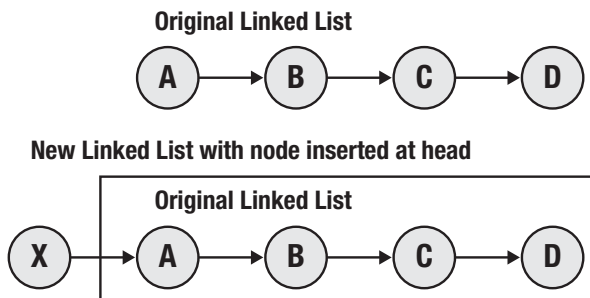 Original Linked List
A B C D
New Linked List with node inserted at head
Original Linked List
X A B C D